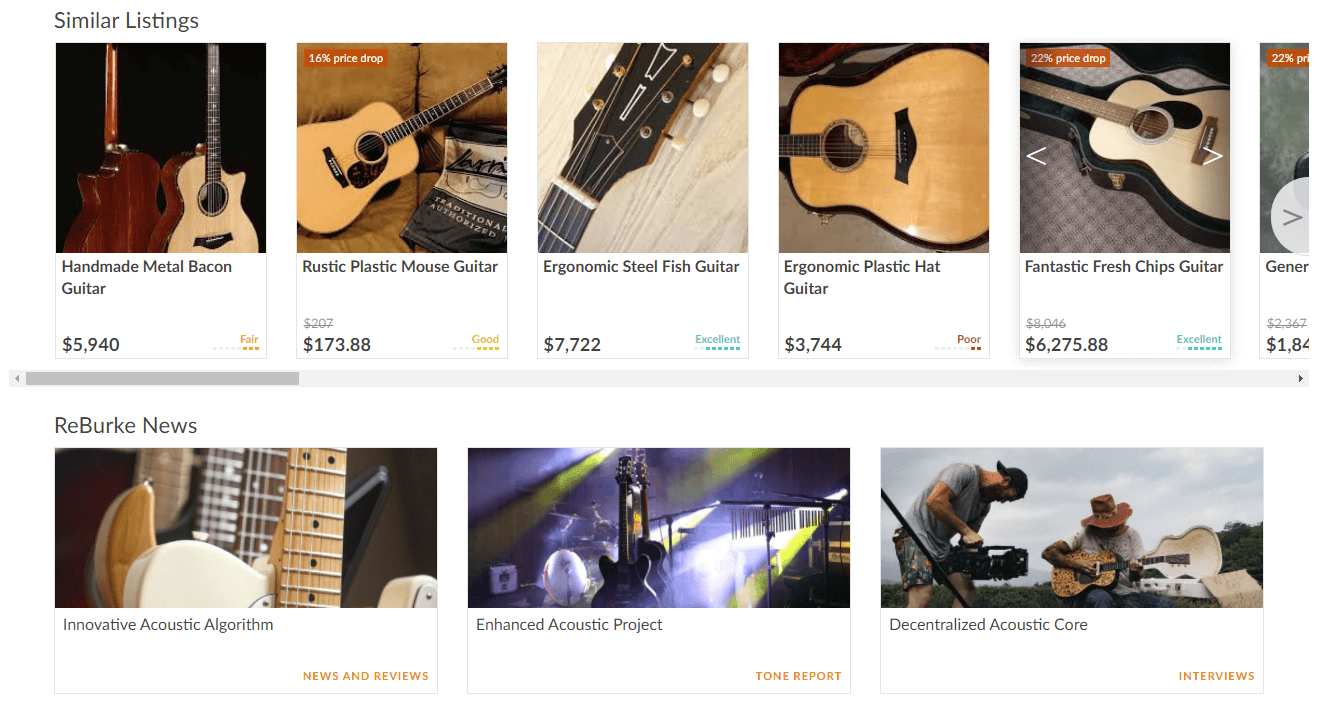 Similar Listings
16% price drop
22% price drop
22% pri
TRADITIONAL
AUTHORIZED
Handmade Metal Bacon
Guitar
$5,940
Fair
Rustic Plastic Mouse Guitar
$207
$173.88
Good
Ergonomic Steel Fish Guitar
$7,722
Excellent
Ergonomic Plastic Hat
Guitar
$3,744
Poor
Fantastic Fresh Chips Guitar
$8,046
$6,275.88
Excellent
Gener
$2,367
$1,84
ReBurke News
Innovative Acoustic Algorithm
NEWS AND REVIEWS
Enhanced Acoustic Project
TONE REPORT
Decentralized Acoustic Core
INTERVIEWS